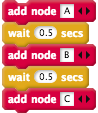 add node A
wait 0.5 secs
add node B
wait 0.5 secs
add node C